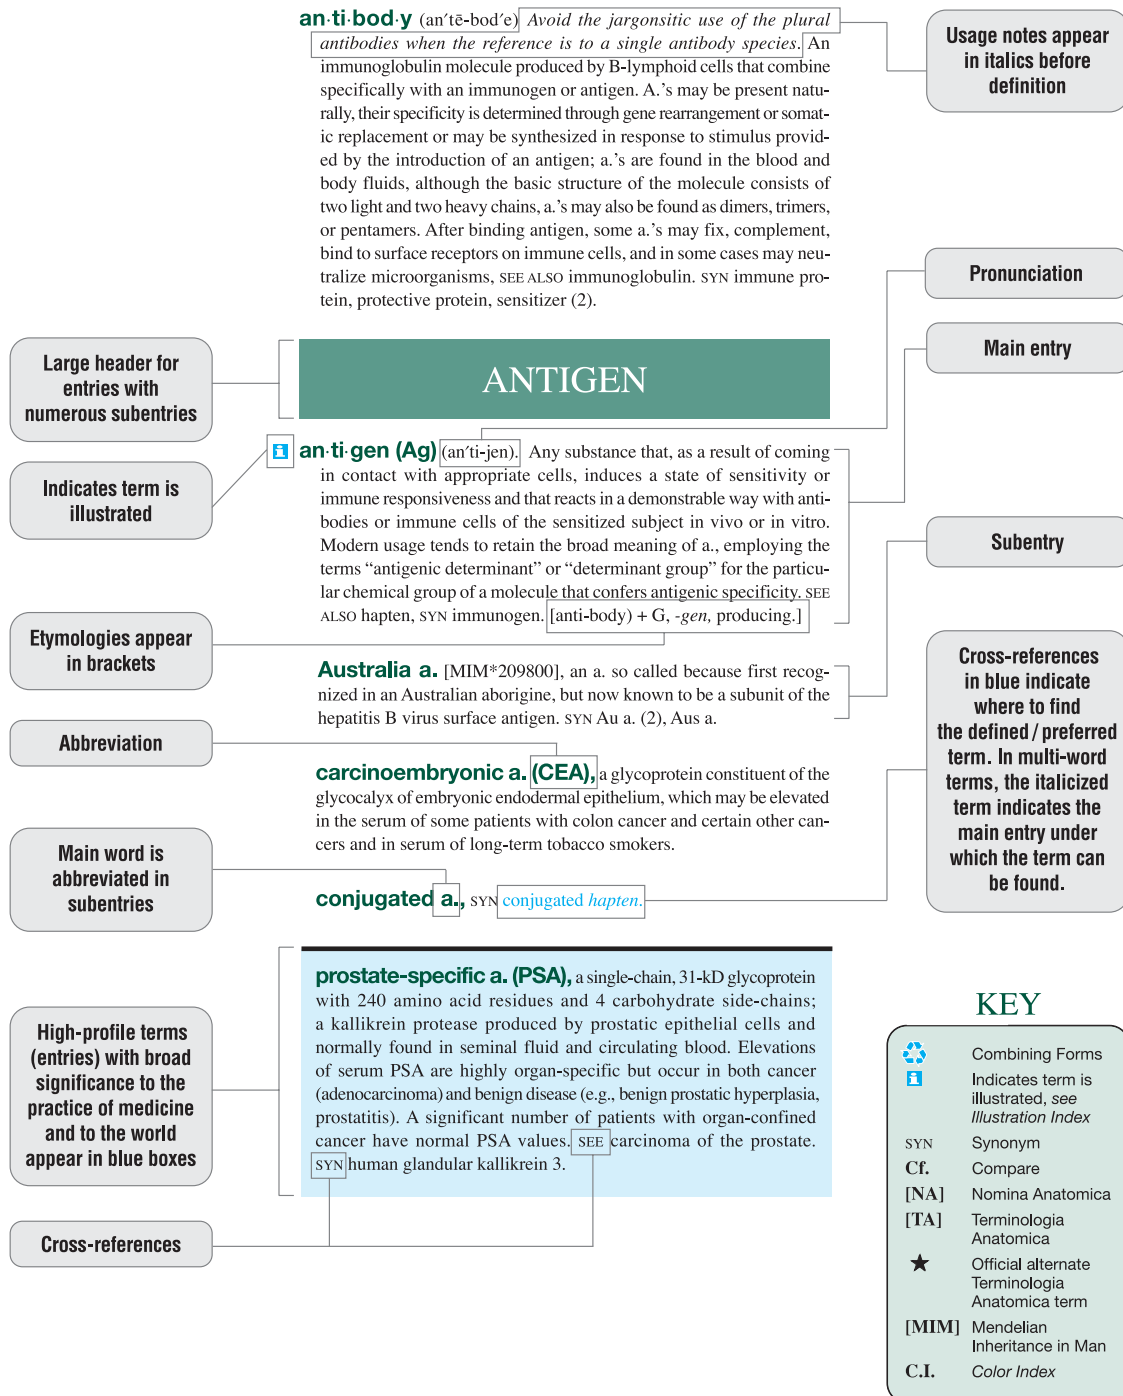 an·ti·bod·y (an′tē-bod′e) Avoid the jargonsitic use of the plural
antibodies when the reference is to a single antibody species. An
immunoglobulin molecule produced by B-lymphoid cells that combine
specifically with an immunogen or antigen. A.’s may be present natu-
rally, their specificity is determined through gene rearrangement or somat-
ic replacement or may be synthesized in response to stimulus provid-
ed by the introduction of an antigen; a.’s are found in the blood and
body fluids, although the basic structure of the molecule consists of
two light and two heavy chains, a.’s may also be found as dimers, trimers,
or pentamers. After binding antigen, some a.’s may fix, complement,
bind to surface receptors on immune cells, and in some cases may neu-
tralize microorganisms, SEE ALSO immunoglobulin. SYN immune pro-
tein, protective protein, sensitizer (2).
Usage notes appear
in italics before
definition
Pronunciation
Main entry
Large header for
entries with
numerous subentries
ANTIGEN
Indicates term is
illustrated
i an·ti·gen (Ag) (an′ti-jen). Any substance that, as a result of coming
in contact with appropriate cells, induces a state of sensitivity or
immune responsiveness and that reacts in a demonstrable way with anti-
bodies or immune cells of the sensitized subject in vivo or in vitro.
Modern usage tends to retain the broad meaning of a., employing the
terms “antigenic determinant” or “determinant group” for the particu-
lar chemical group of a molecule that confers antigenic specificity. SEE
ALSO hapten, SYN immunogen. [anti-body) + G, -gen, producing.]
Subentry
Etymologies appear
in brackets
Australia a. [MIM*209800], an a. so called because first recog-
nized in an Australian aborigine, but now known to be a subunit of the
hepatitis B virus surface antigen. SYN Au a. (2), Aus a.
Abbreviation
carcinoembryonic a. (CEA), a glycoprotein constituent of the
glycocalyx of embryonic endodermal epithelium, which may be elevated
in the serum of some patients with colon cancer and certain other can-
cers and in serum of long-term tobacco smokers.
Cross-references
in blue indicate
where to find
the defined / preferred
term. In multi-word
terms, the italicized
term indicates the
main entry under
which the term can
be found.
Main word is
abbreviated in
subentries
conjugated a., SYN conjugated hapten.
High-profile terms
(entries) with broad
significance to the
practice of medicine
and to the world
appear in blue boxes
prostate-specific a. (PSA), a single-chain, 31-kD glycoprotein
with 240 amino acid residues and 4 carbohydrate side-chains;
a kallikrein protease produced by prostatic epithelial cells and
normally found in seminal fluid and circulating blood. Elevations
of serum PSA are highly organ-specific but occur in both cancer
(adenocarcinoma) and benign disease (e.g., benign prostatic hyperplasia,
prostatitis). A significant number of patients with organ-confined
cancer have normal PSA values. SEE carcinoma of the prostate.
SYN human glandular kallikrein 3.
Cross-references
KEY
Combining Forms
i Indicates term is
illustrated, see
Illustration Index
SYN Synonym
Cf. Compare
[NA] Nomina Anatomica
[TA] Terminologia
Anatomica
★ Official alternate
Terminologia
Anatomica term
[MIM] Mendelian
Inheritance in Man
C.I. Color Index